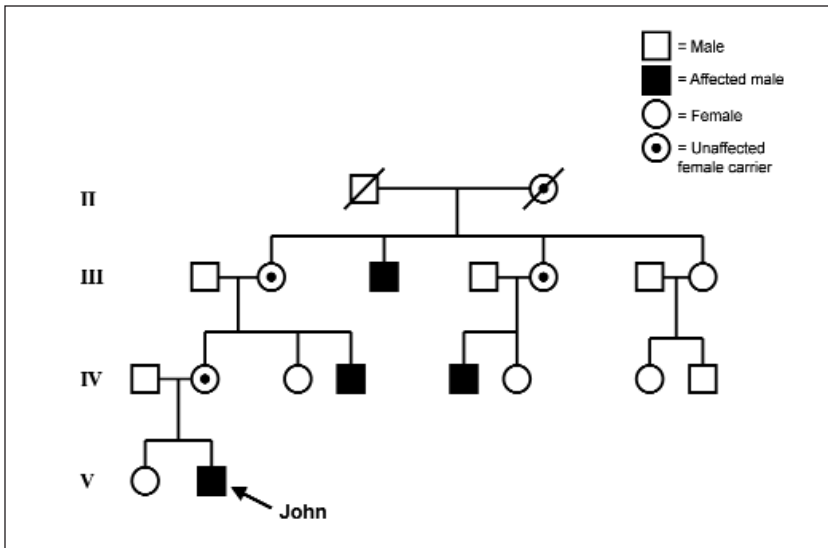 = Male
= Affected male
= Female
= Unaffected
female carrier
II
III
IV
V
John